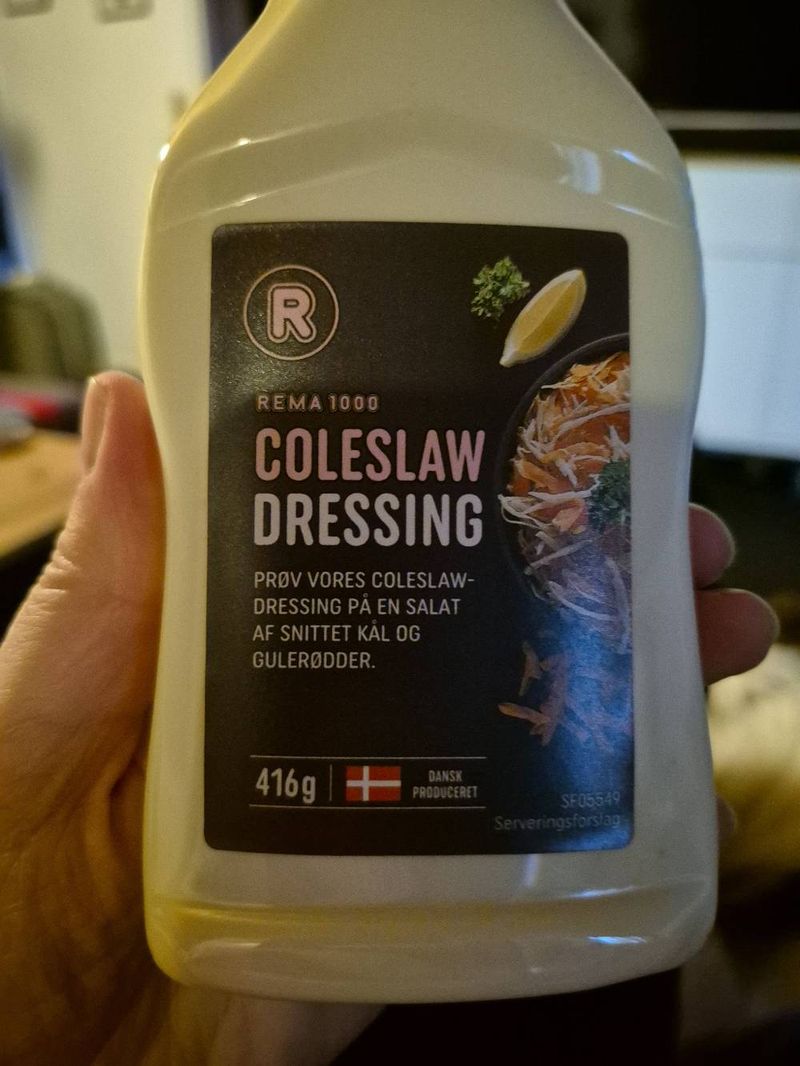 R
REMA 1000
COLESLAW
DRESSING
PRØV VORES COLESLAW-
DRESSING PÅ EN SALAT
AF SNITTET KÅL OG
GULERØDDER.
416g
DANSK
PRODUCERET
SF05549
Serveringsforslag